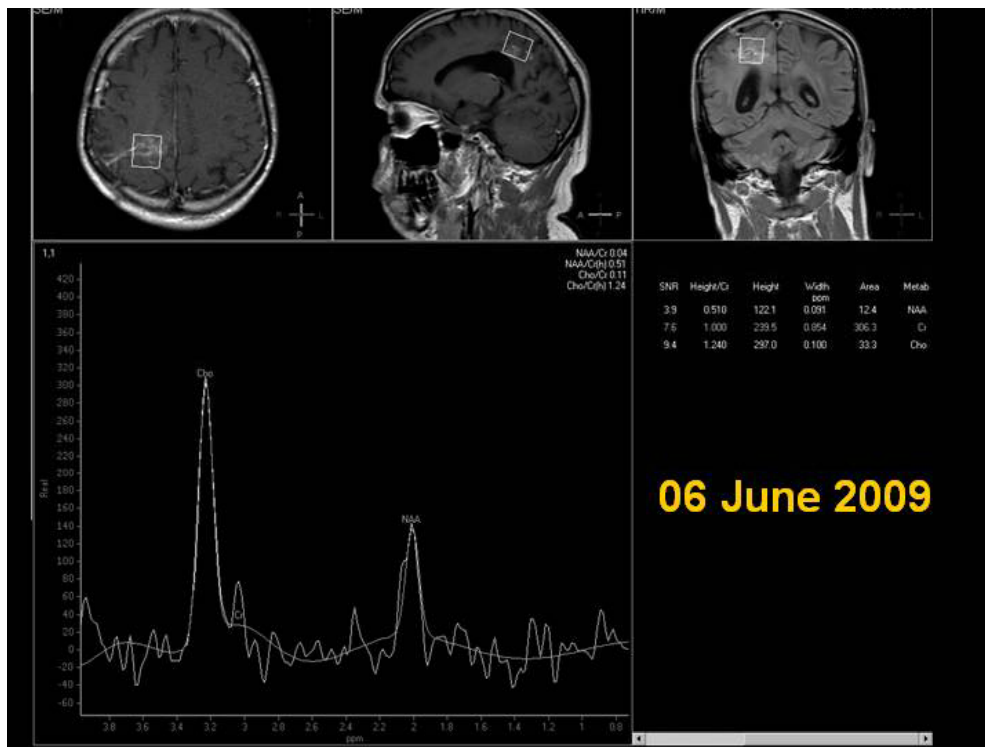 SE/M
SE/M
A
R
L
P
A
P
R
L
1,1
NAA/Cr 0.04
NAA/Cr(h) 0.51
Cho/Cr 0.11
Cho/Cr(h) 1.24
420
400
380
360
340
320
300
280
260
240
220
200
180
160
140
120
100
80
60
40
20
0
-20
-40
-60
Real
Cho
Cr
NAA
3.8 3.6 3.4 3.2 3 2.8 2.6 2.4 2.2 2 1.8 1.6 1.4 1.2 1 0.8
ppm
SNR Height/Cr Height Width ppm Area Metab
3.9 0.510 122.1 0.091 12.4 NAA
7.6 1.000 239.5 0.854 306.3 Cr
9.4 1.240 297.0 0.100 33.3 Cho
06 June 2009